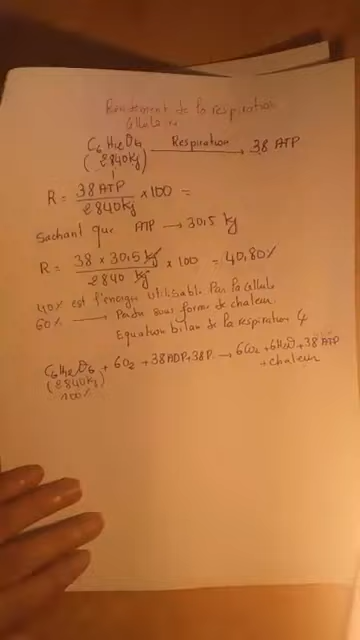 Rendement de la respiration
Cellule
C6H12O6 Respiration → 38 ATP
(2840kj)
R = 38 ATP / 2840kj × 100 =
Sachant que ATP → 30,5 kj
R = 38 × 30,5 kj / 2840 kj × 100 = 40,80%
40% est l'énergie utilisable Par la Cellule
60% → Perdu sous forme de chaleur
Equation bilan de la respiration
C6H12O6 + 6O2 + 38ADP+38P. → 6CO2 + 6H2O + 38 ATP
(2840kj) + chaleur
100%